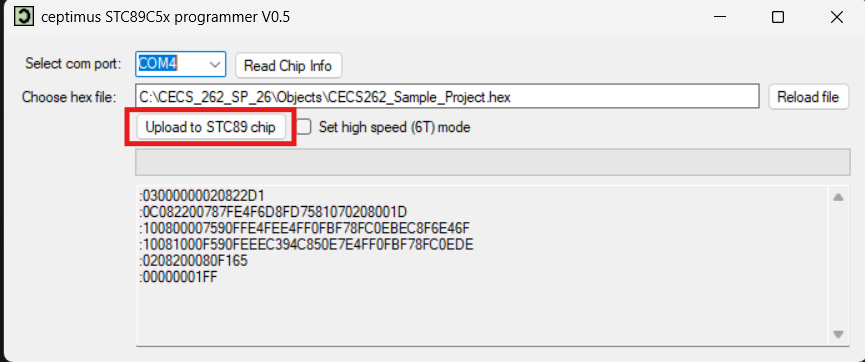 ceptimus STC89C5x programmer V0.5
Select com port: COM4 Read Chip Info
Choose hex file: C:\CECS_262_SP_26\Objects\CECS262_Sample_Project.hex Reload file
Upload to STC89 chip Set high speed (6T) mode
:03000000020822D1
:0C082200787FE4F6D8FD7581070208001D
:100800007590FFE4FEE4FF0FBF78FC0EBEC8F6E46F
:10081000F590FEEEC394C850E7E4FF0FBF78FC0EDE
:0208200080F165
:00000001FF